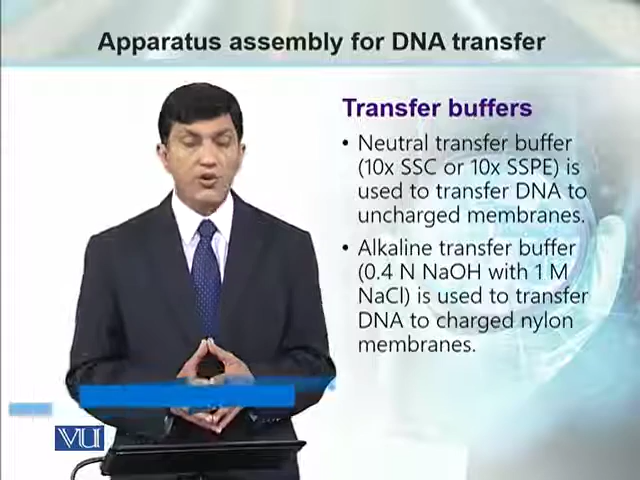 Apparatus assembly for DNA transfer
Transfer buffers
• Neutral transfer buffer
(10x SSC or 10x SSPE) is
used to transfer DNA to
uncharged membranes.
• Alkaline transfer buffer
(0.4 N NaOH with 1 M
NaCl) is used to transfer
DNA to charged nylon
membranes.
VU